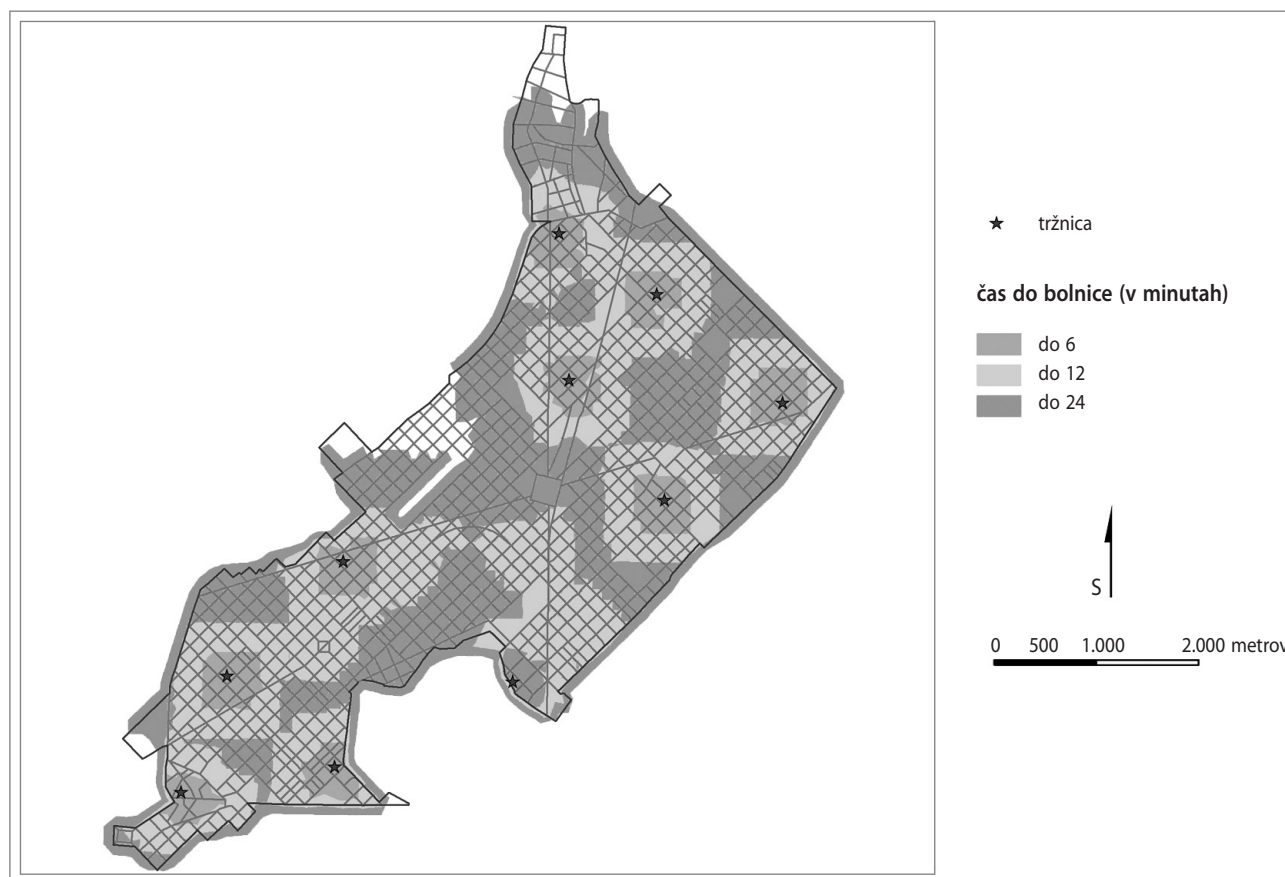 tržnica
čas do bolnice (v minutah)
do 6
do 12
do 24
S
0 500 1.000 2.000 metrov